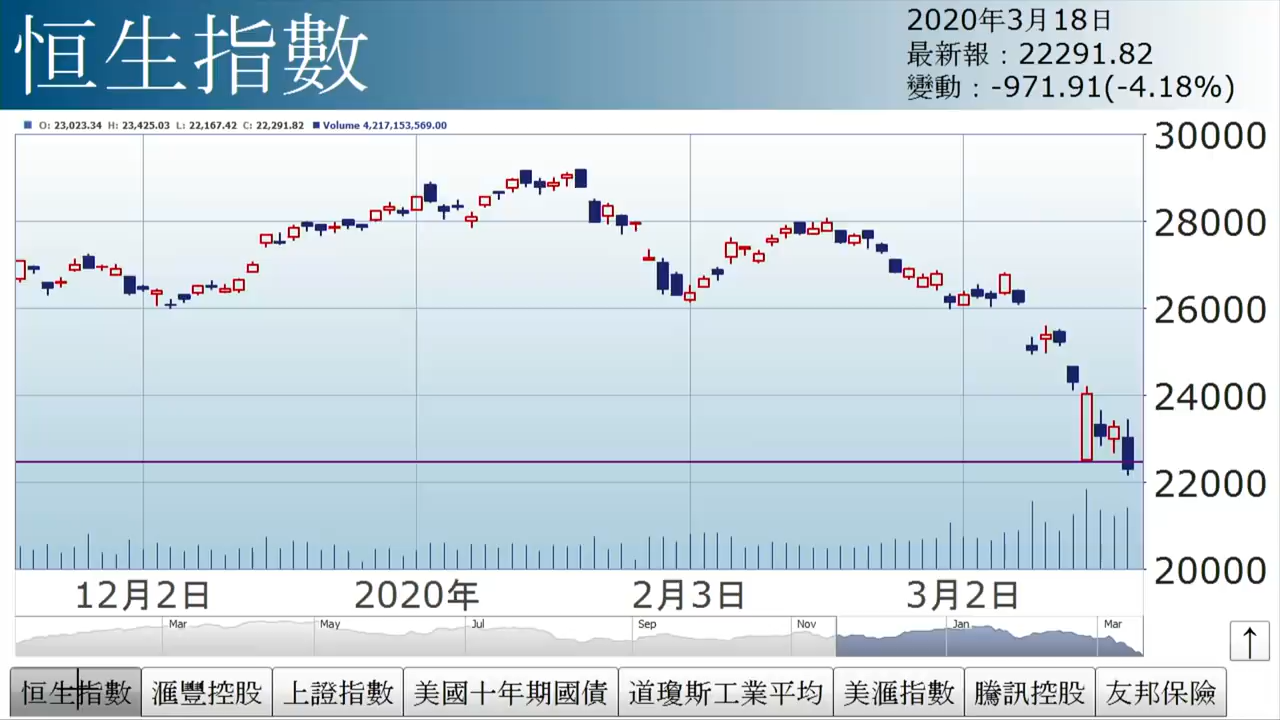 恒生指數
2020年3月18日
最新報：22291.82
變動：-971.91(-4.18%)
O: 23,023.34 H: 23,425.03 L: 22,167.42 C: 22,291.82 Volume 4,217,153,569.00
30000
28000
26000
24000
22000
20000
12月2日 2020年 2月3日 3月2日
Mar May Jul Sep Nov Jan Mar
↑
恒生指數 滙豐控股 上證指數 美國十年期國債 道瓊斯工業平均 美滙指數 騰訊控股 友邦保險